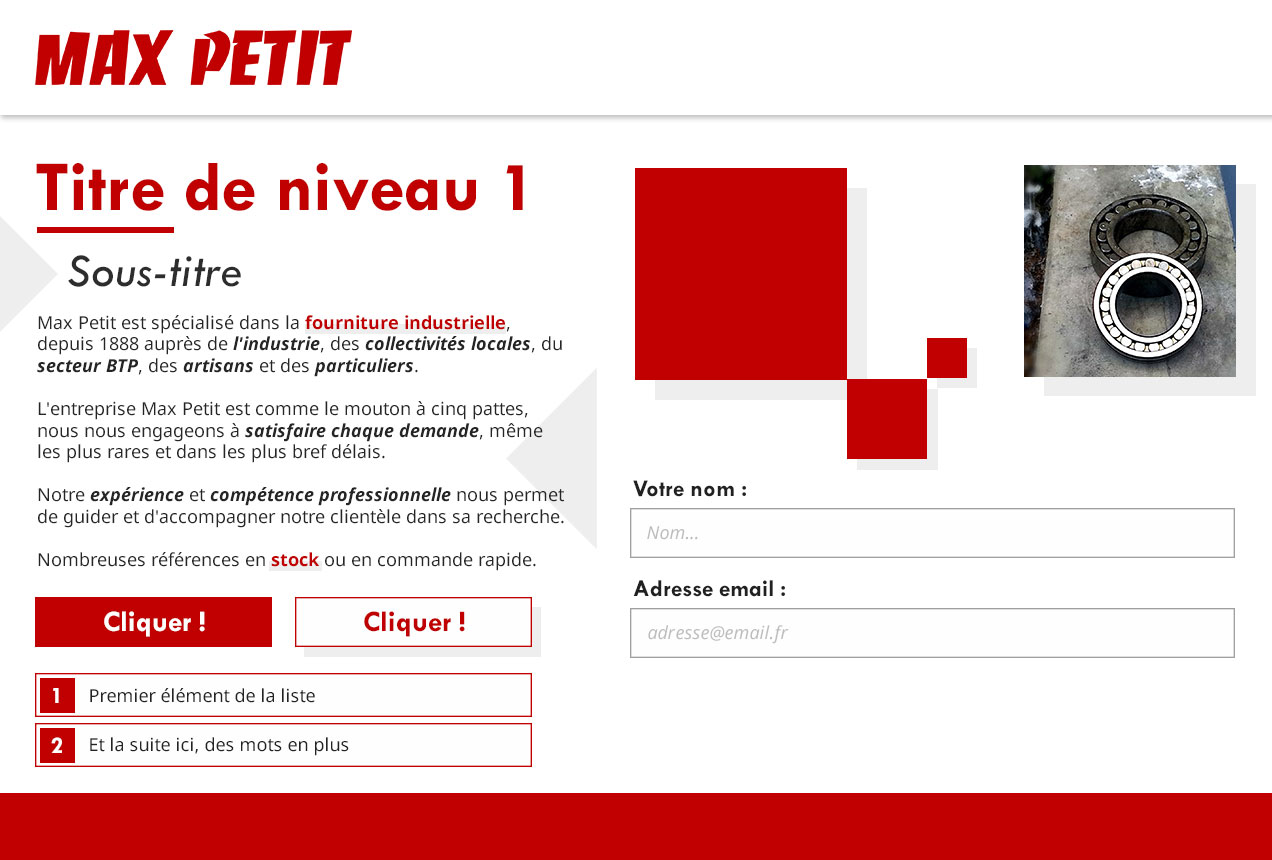 MAX PETIT
Titre de niveau 1
Sous-titre
Max Petit est spécialisé dans la fourniture industrielle,
depuis 1888 auprès de l'industrie, des collectivités locales, du
secteur BTP, des artisans et des particuliers.
L'entreprise Max Petit est comme le mouton à cinq pattes,
nous nous engageons à satisfaire chaque demande, même
les plus rares et dans les plus bref délais.
Notre expérience et compétence professionnelle nous permet
de guider et d'accompagner notre clientèle dans sa recherche.
Nombreuses références en stock ou en commande rapide.
Cliquer ! Cliquer !
1 Premier élément de la liste
2 Et la suite ici, des mots en plus
Votre nom :
Nom...
Adresse email :
adresse@email.fr